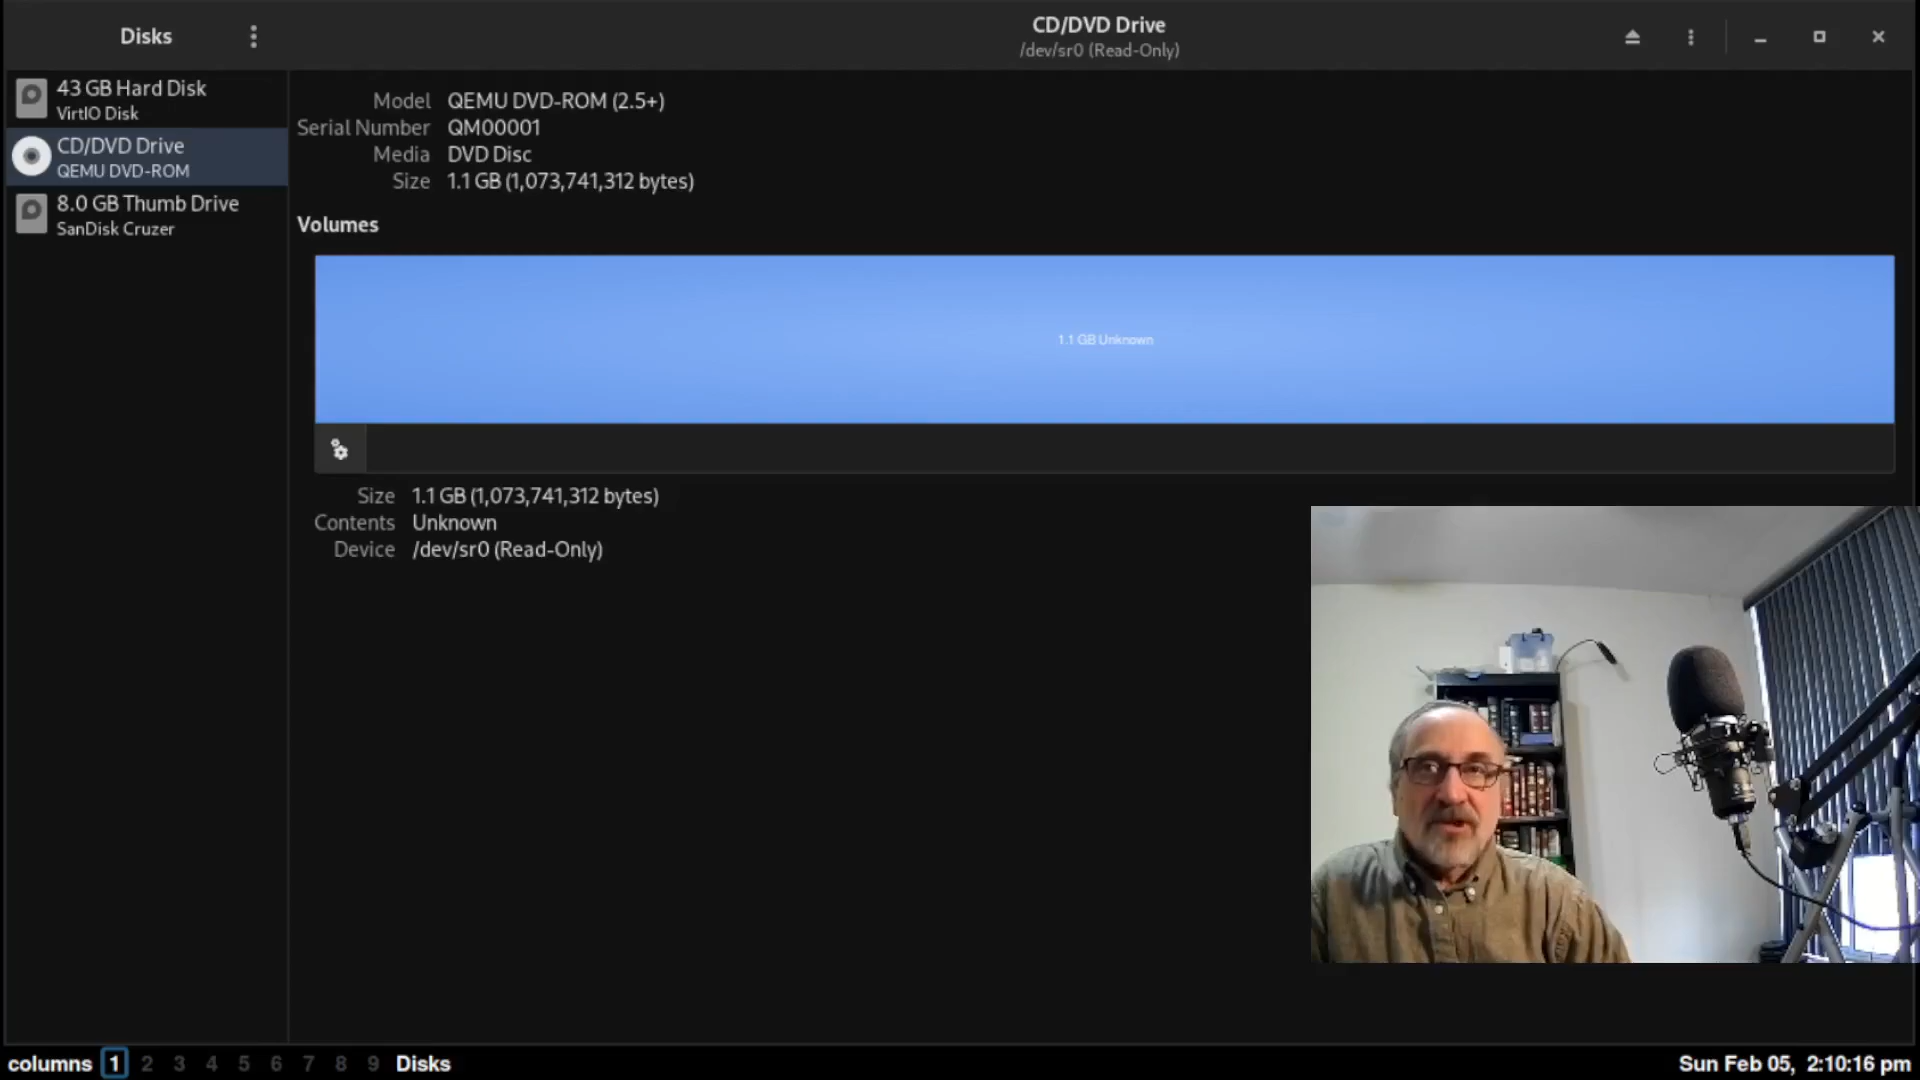 Disks
CD/DVD Drive
/dev/sr0 (Read-Only)
43 GB Hard Disk
VirtIO Disk
CD/DVD Drive
QEMU DVD-ROM
8.0 GB Thumb Drive
SanDisk Cruzer
Model QEMU DVD-ROM (2.5+)
Serial Number QM00001
Media DVD Disc
Size 1.1 GB (1,073,741,312 bytes)
Volumes
1.1 GB Unknown
Size 1.1 GB (1,073,741,312 bytes)
Contents Unknown
Device /dev/sr0 (Read-Only)
columns 1 2 3 4 5 6 7 8 9 Disks
Sun Feb 05, 2:10:16 pm